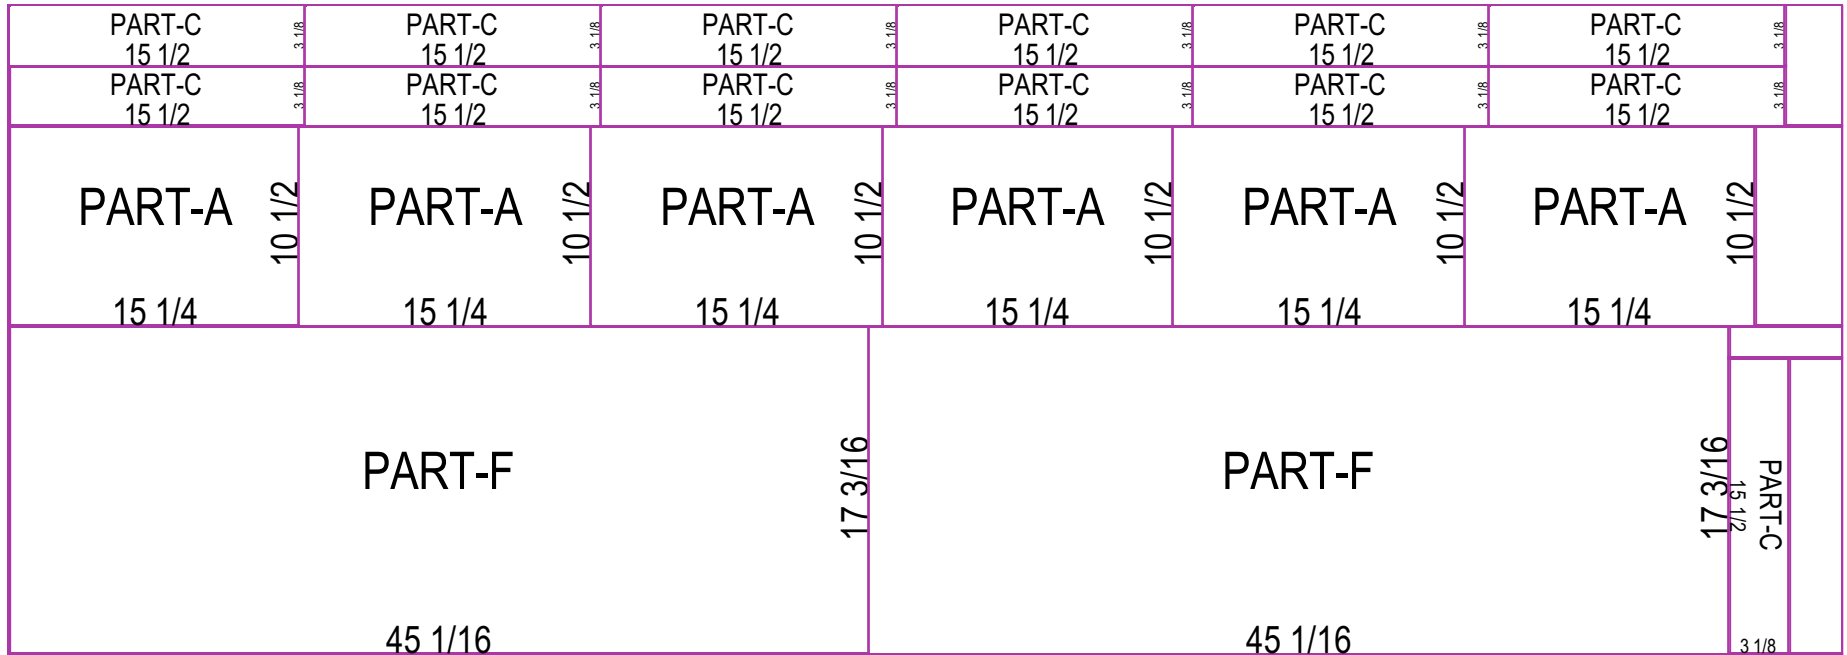 PART-C 3 1/8 PART-C 3 1/8 PART-C 3 1/8 PART-C 3 1/8 PART-C 3 1/8 PART-C 3 1/8
15 1/2 15 1/2 15 1/2 15 1/2 15 1/2 15 1/2
PART-C 3 1/8 PART-C 3 1/8 PART-C 3 1/8 PART-C 3 1/8 PART-C 3 1/8 PART-C 3 1/8
15 1/2 15 1/2 15 1/2 15 1/2 15 1/2 15 1/2
PART-A 10 1/2 PART-A 10 1/2 PART-A 10 1/2 PART-A 10 1/2 PART-A 10 1/2 PART-A 10 1/2
15 1/4 15 1/4 15 1/4 15 1/4 15 1/4 15 1/4
PART-F 17 3/16 PART-F 17 3/16 15 1/2 PART-C
45 1/16 45 1/16 3 1/8